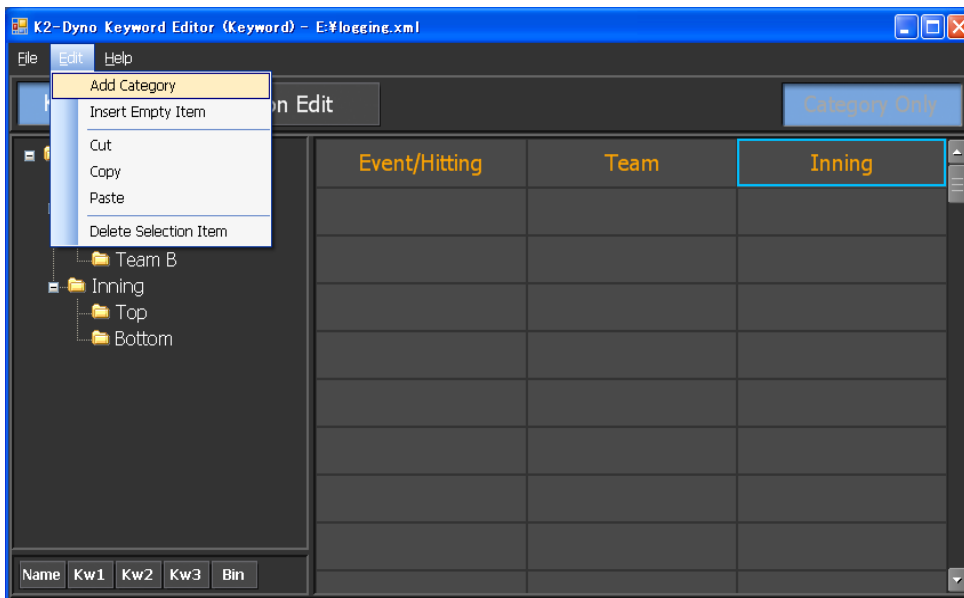 K2-Dyno Keyword Editor (Keyword) - E:¥logging.xml
File Edit Help
Add Category
Insert Empty Item
Cut
Copy
Paste
Delete Selection Item
Edit
Category Only
Event/Hitting Team Inning
Team B
Inning
Top
Bottom
Name Kw1 Kw2 Kw3 Bin